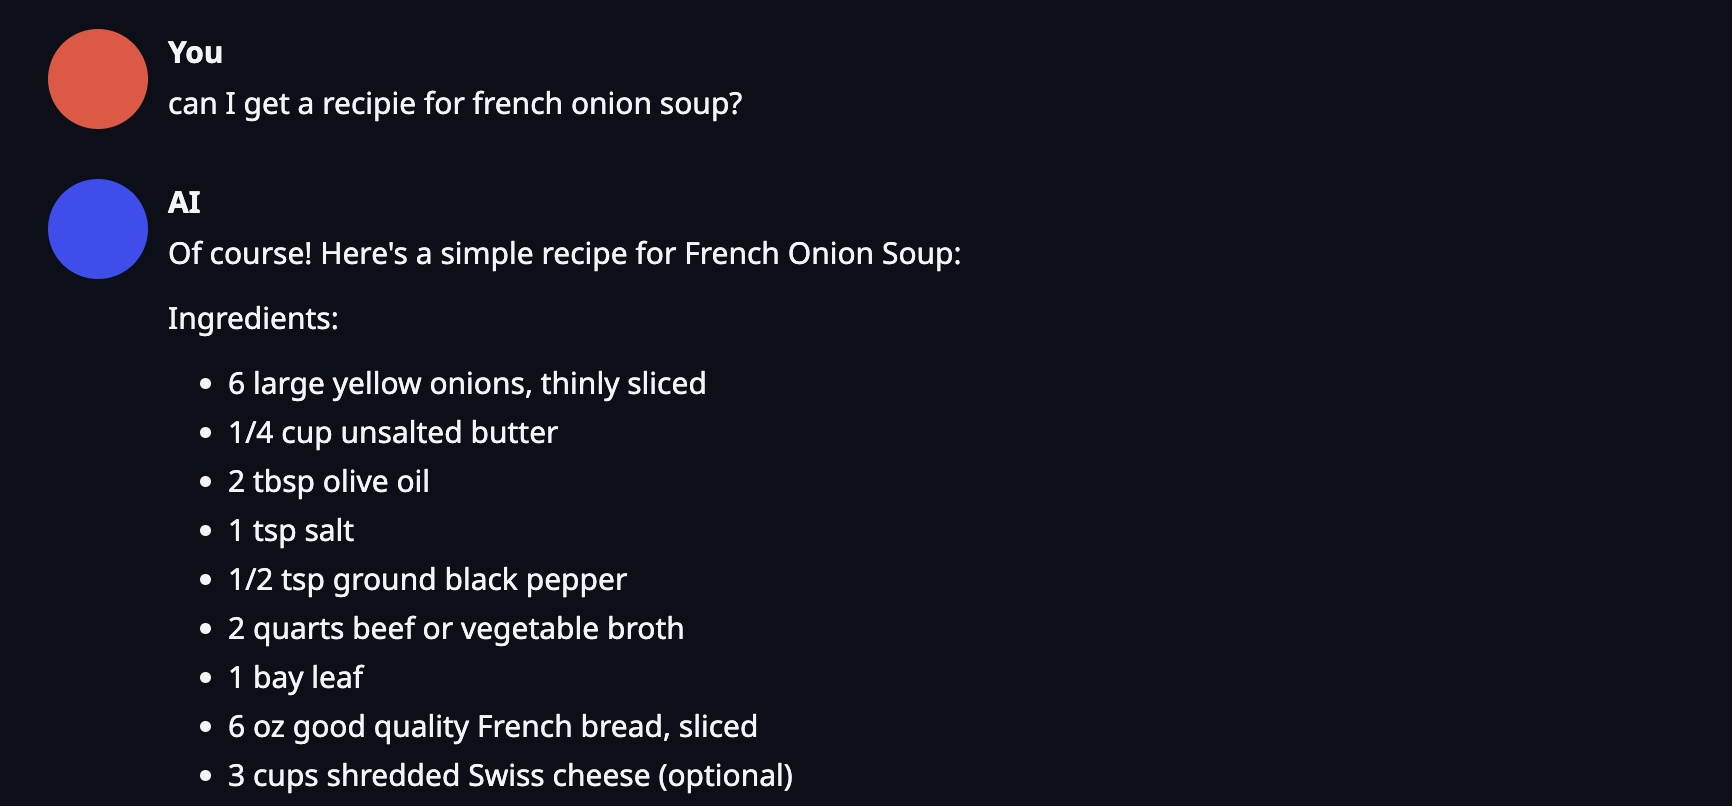 You
can I get a recipie for french onion soup?
AI
Of course! Here's a simple recipe for French Onion Soup:
Ingredients:
• 6 large yellow onions, thinly sliced
• 1/4 cup unsalted butter
• 2 tbsp olive oil
• 1 tsp salt
• 1/2 tsp ground black pepper
• 2 quarts beef or vegetable broth
• 1 bay leaf
• 6 oz good quality French bread, sliced
• 3 cups shredded Swiss cheese (optional)